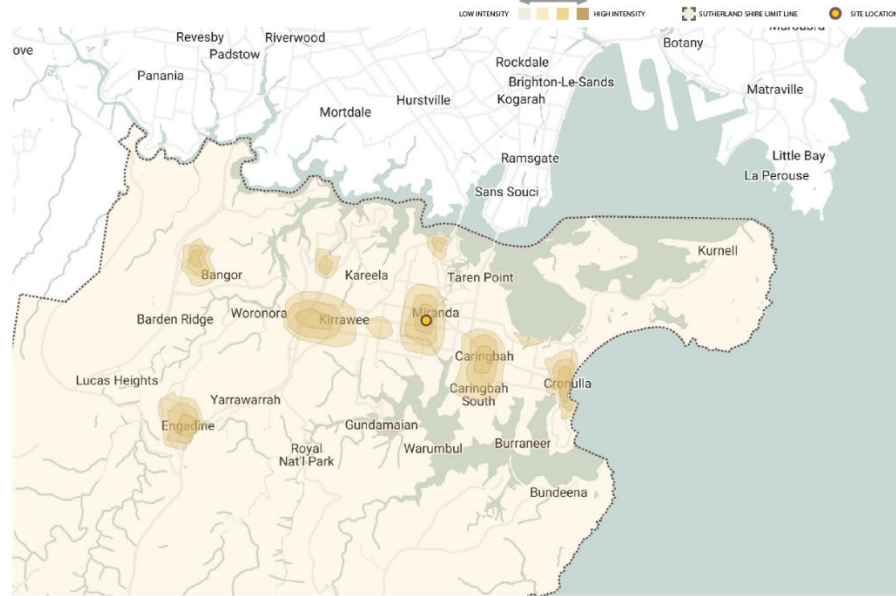 LOW INTENSITY
HIGH INTENSITY
SUTHERLAND SHIRE LIMIT LINE
SITE LOCATION
Revesby
Riverwood
Padstow
Panania
Mortdale
Hurstville
Rockdale
Brighton-Le-Sands
Kogarah
Botany
Matraville
Ramsgate
Little Bay
La Perouse
Sans Souci
Kurnell
Bangor
Kareela
Taren Point
Barden Ridge
Woronora
Kirrawee
Miranda
Caringbah
Lucas Heights
Caringbah
South
Cronulla
Yarrawarrah
Engadine
Gundamaian
Royal
Nat'l Park
Warumbul
Burraneer
Bundeena